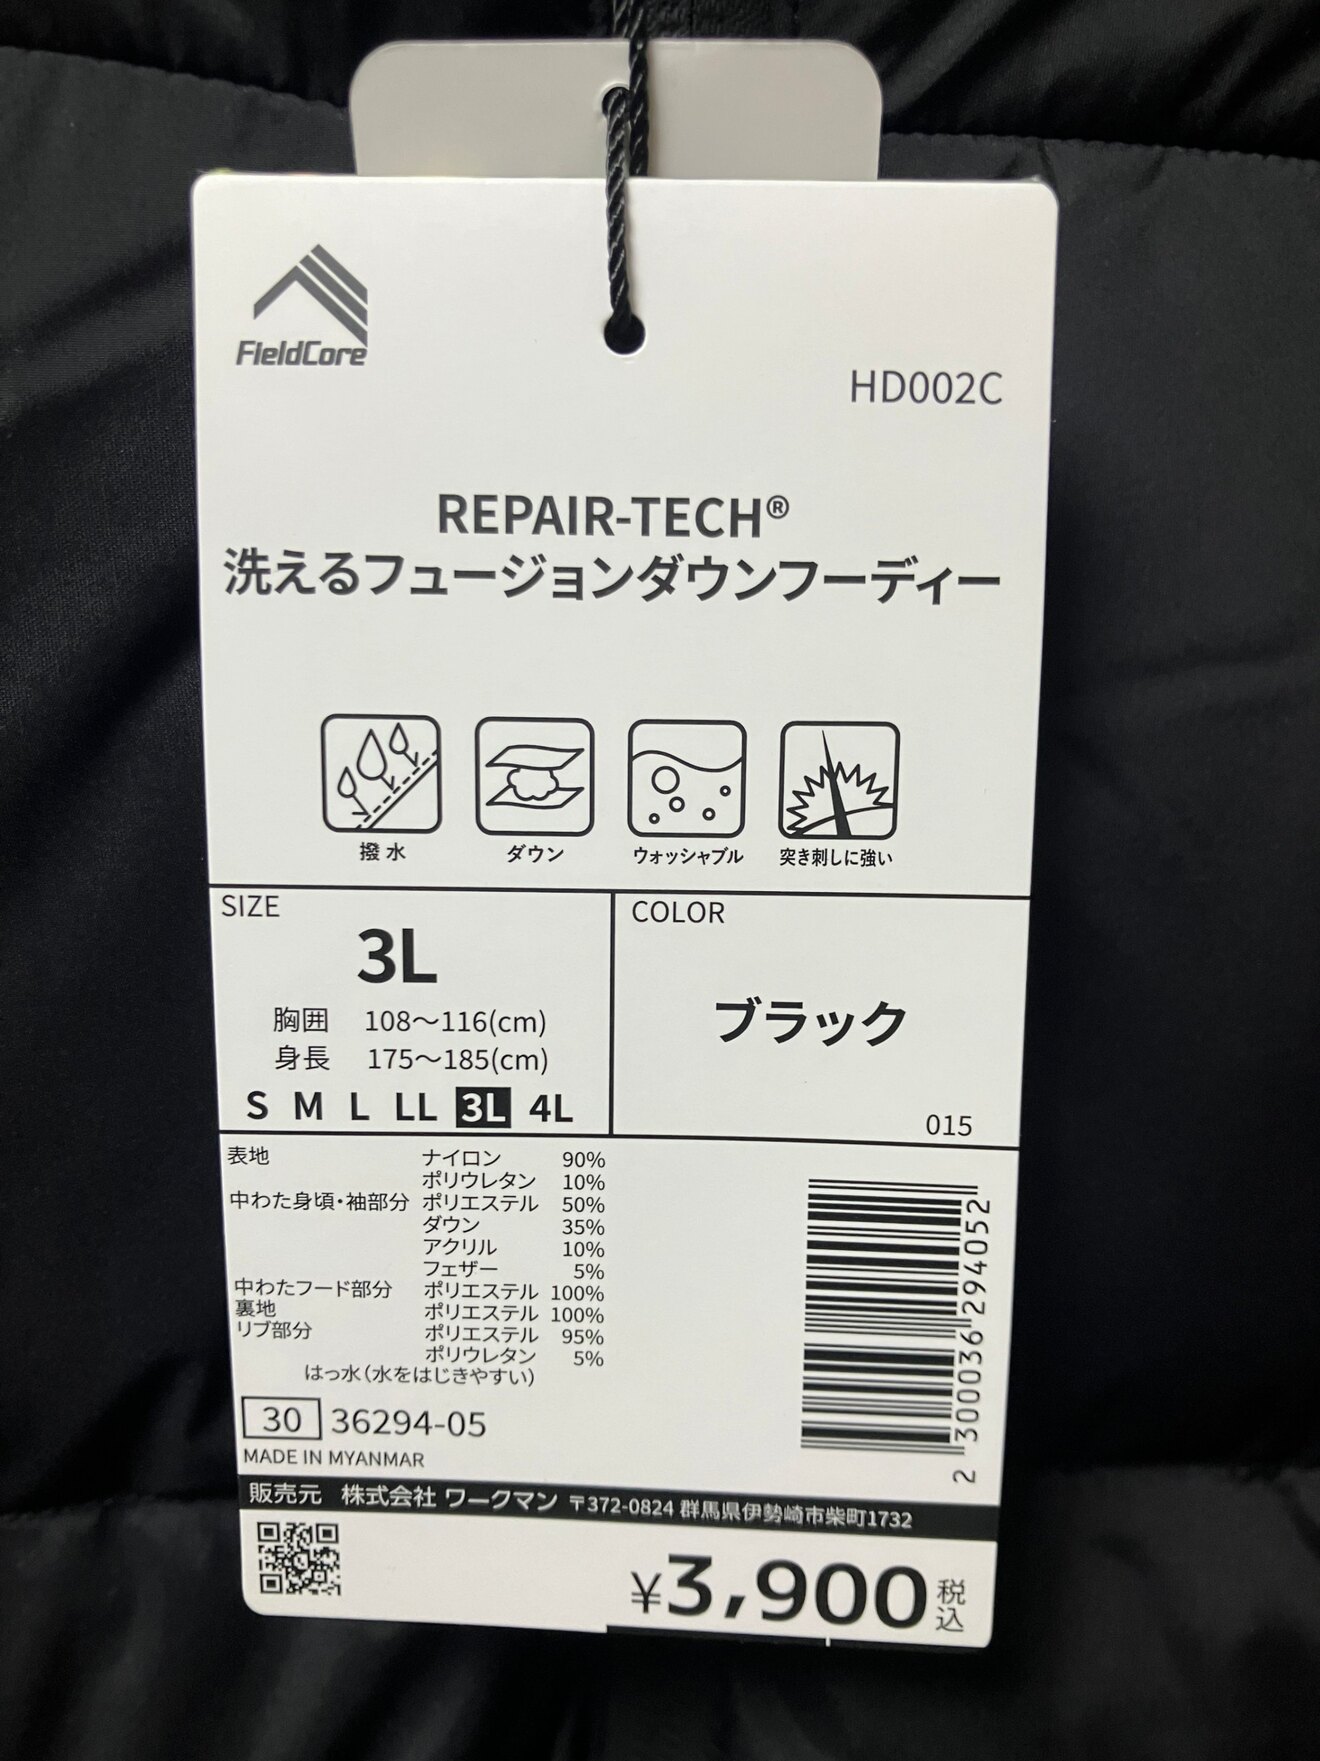 FieldCore
HD002C
REPAIR-TECH®
洗えるフュージョンダウンフーディー
撥水 ダウン ウォッシャブル 突き刺しに強い
SIZE
3L
胸囲 108〜116(cm)
身長 175〜185(cm)
S M L LL 3L 4L
COLOR
ブラック
015
表地 ナイロン 90%
ポリウレタン 10%
中わた身頃・袖部分 ポリエステル 50%
ダウン 35%
アクリル 10%
フェザー 5%
中わたフード部分 ポリエステル 100%
裏地 ポリエステル 100%
リブ部分 ポリエステル 95%
ポリウレタン 5%
はっ水(水をはじきやすい)
30 36294-05
MADE IN MYANMAR
2 300036 294052
販売元 株式会社 ワークマン 〒372-0824 群馬県伊勢崎市柴町1732
¥3,900 税込